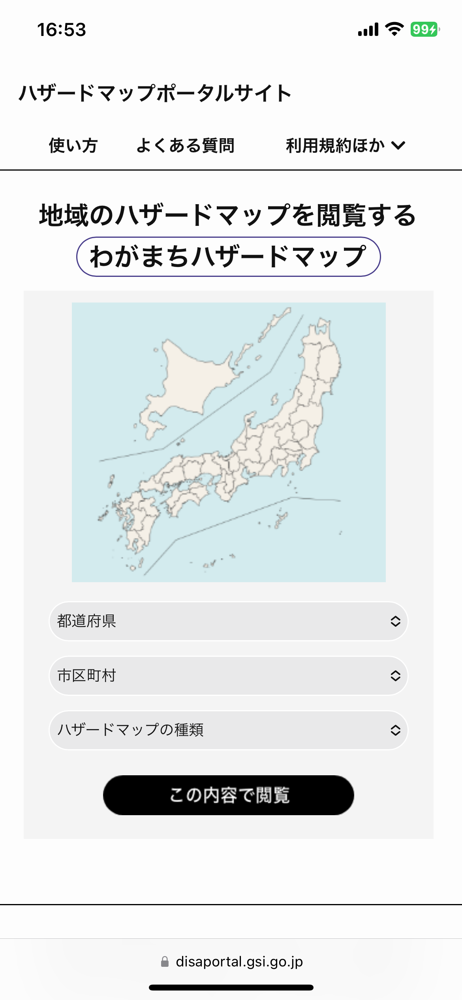 16:53
99
ハザードマップポータルサイト
使い方 よくある質問 利用規約ほか
地域のハザードマップを閲覧する
わがまちハザードマップ
都道府県
市区町村
ハザードマップの種類
この内容で閲覧
disaportal.gsi.go.jp